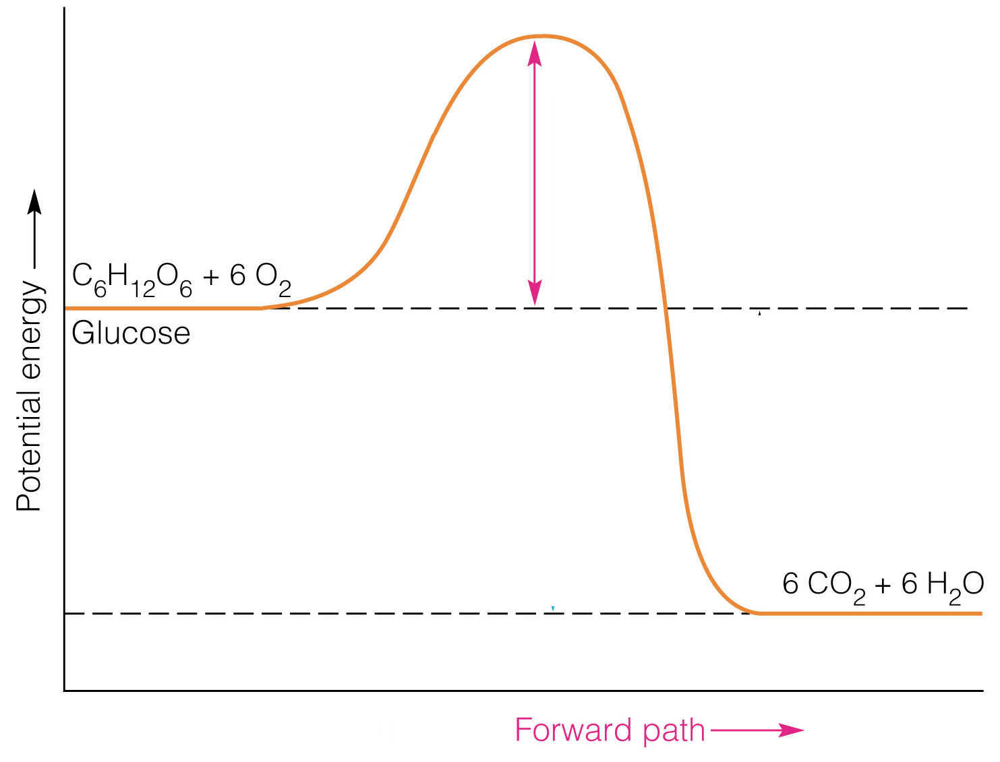 Potential energy
C₆H₁₂O₆ + 6 O₂
Glucose
6 CO₂ + 6 H₂O
Forward path